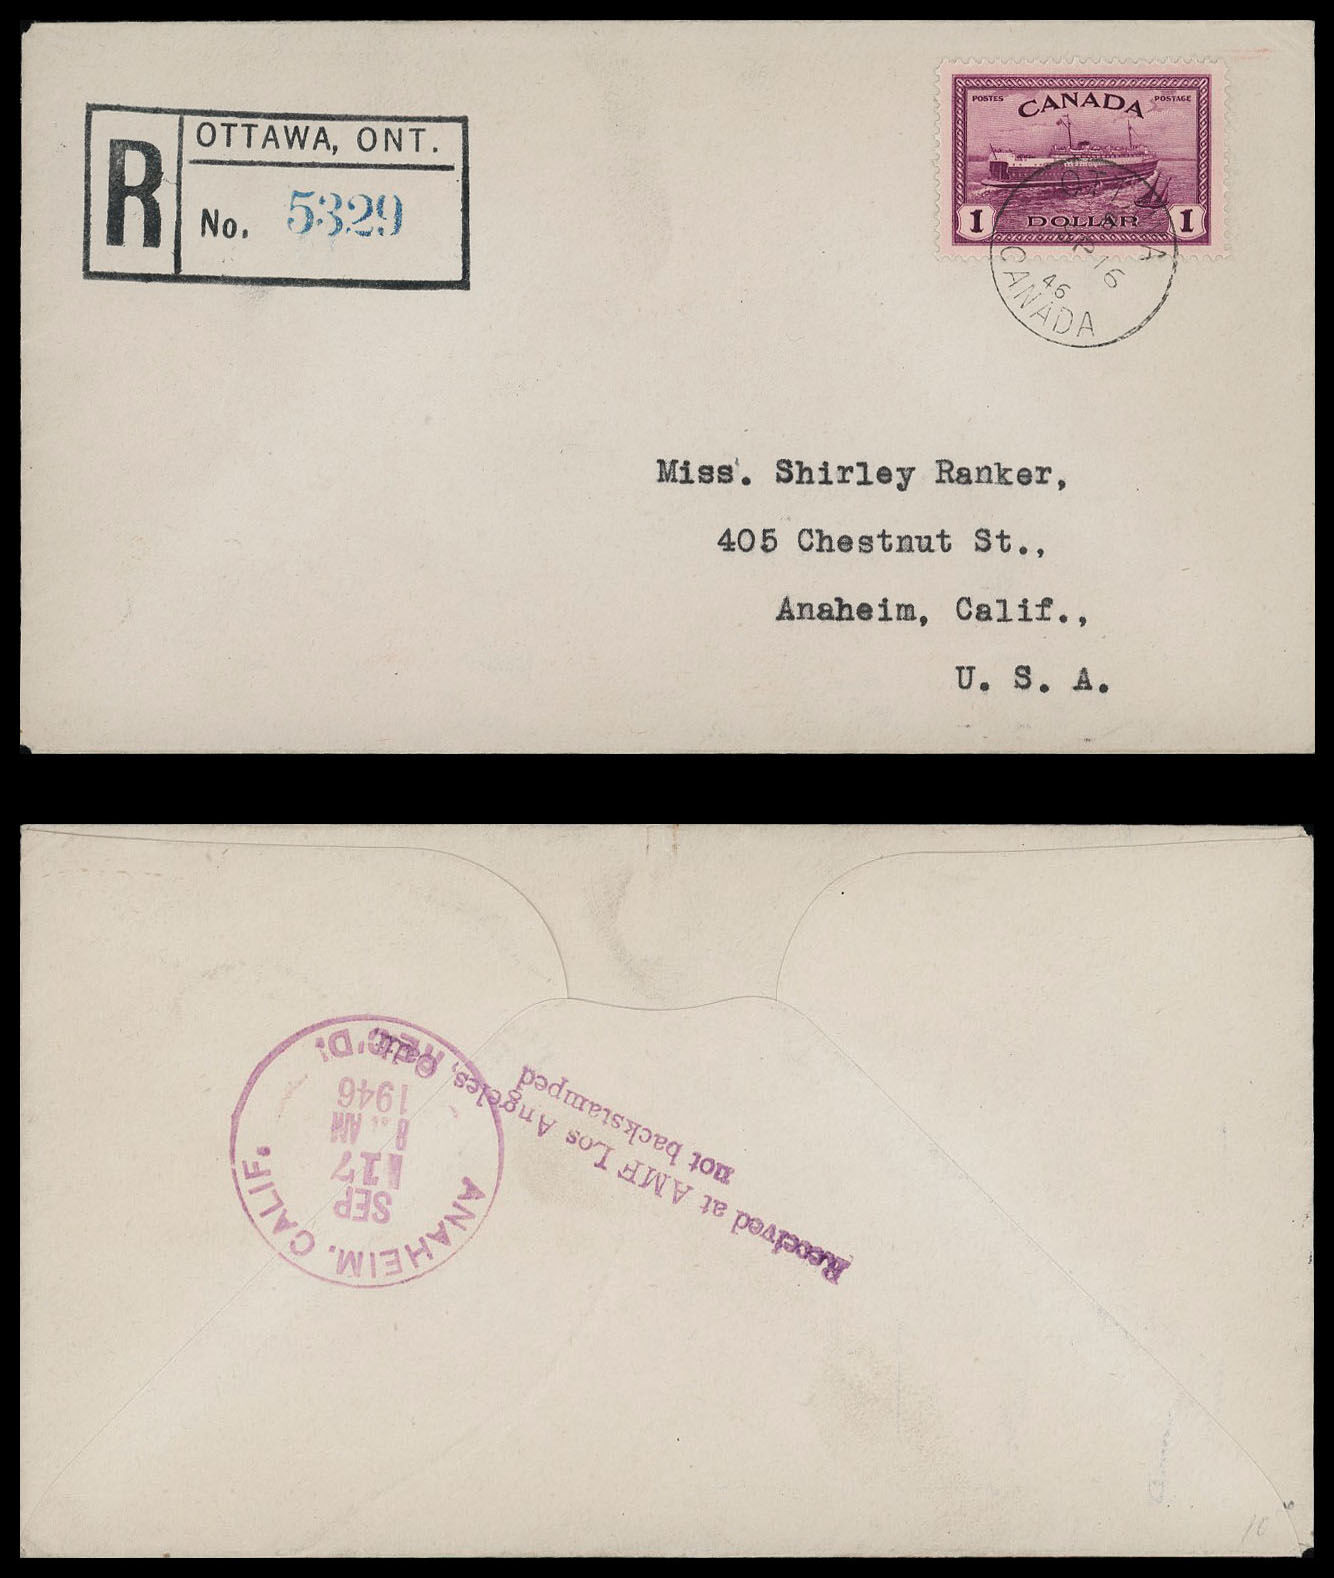 R
OTTAWA, ONT.
No. 5329
POSTES CANADA POSTAGE
1 DOLLAR 1
CANADA
16
46
Miss. Shirley Ranker,
405 Chestnut St.,
Anaheim, Calif.,
U. S. A.
ANAHEIM, CALIF.
SEP
17
8 AM
1946
REC'D.
Received at AMF Los Angeles, Calif.
not backstamped